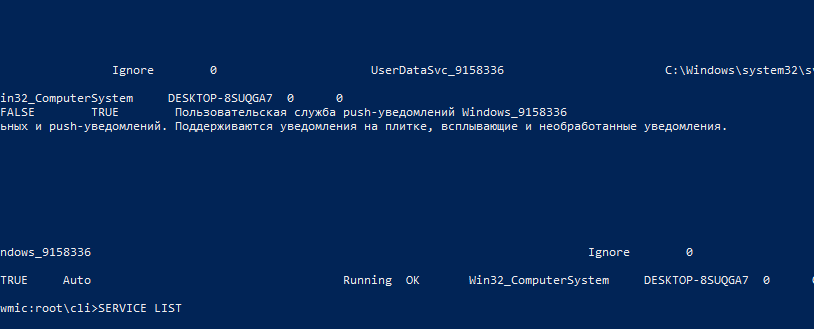 Ignore 0 UserDataSvc_9158336 C:\Windows\system32\
in32_ComputerSystem DESKTOP-8SUQGA7 0 0
FALSE TRUE Пользовательская служба push-уведомлений Windows_9158336
ьных и push-уведомлений. Поддерживаются уведомления на плитке, всплывающие и необработанные уведомления.
ndows_9158336 Ignore 0
TRUE Auto Running OK Win32_ComputerSystem DESKTOP-8SUQGA7 0
wmic:root\cli>SERVICE LIST